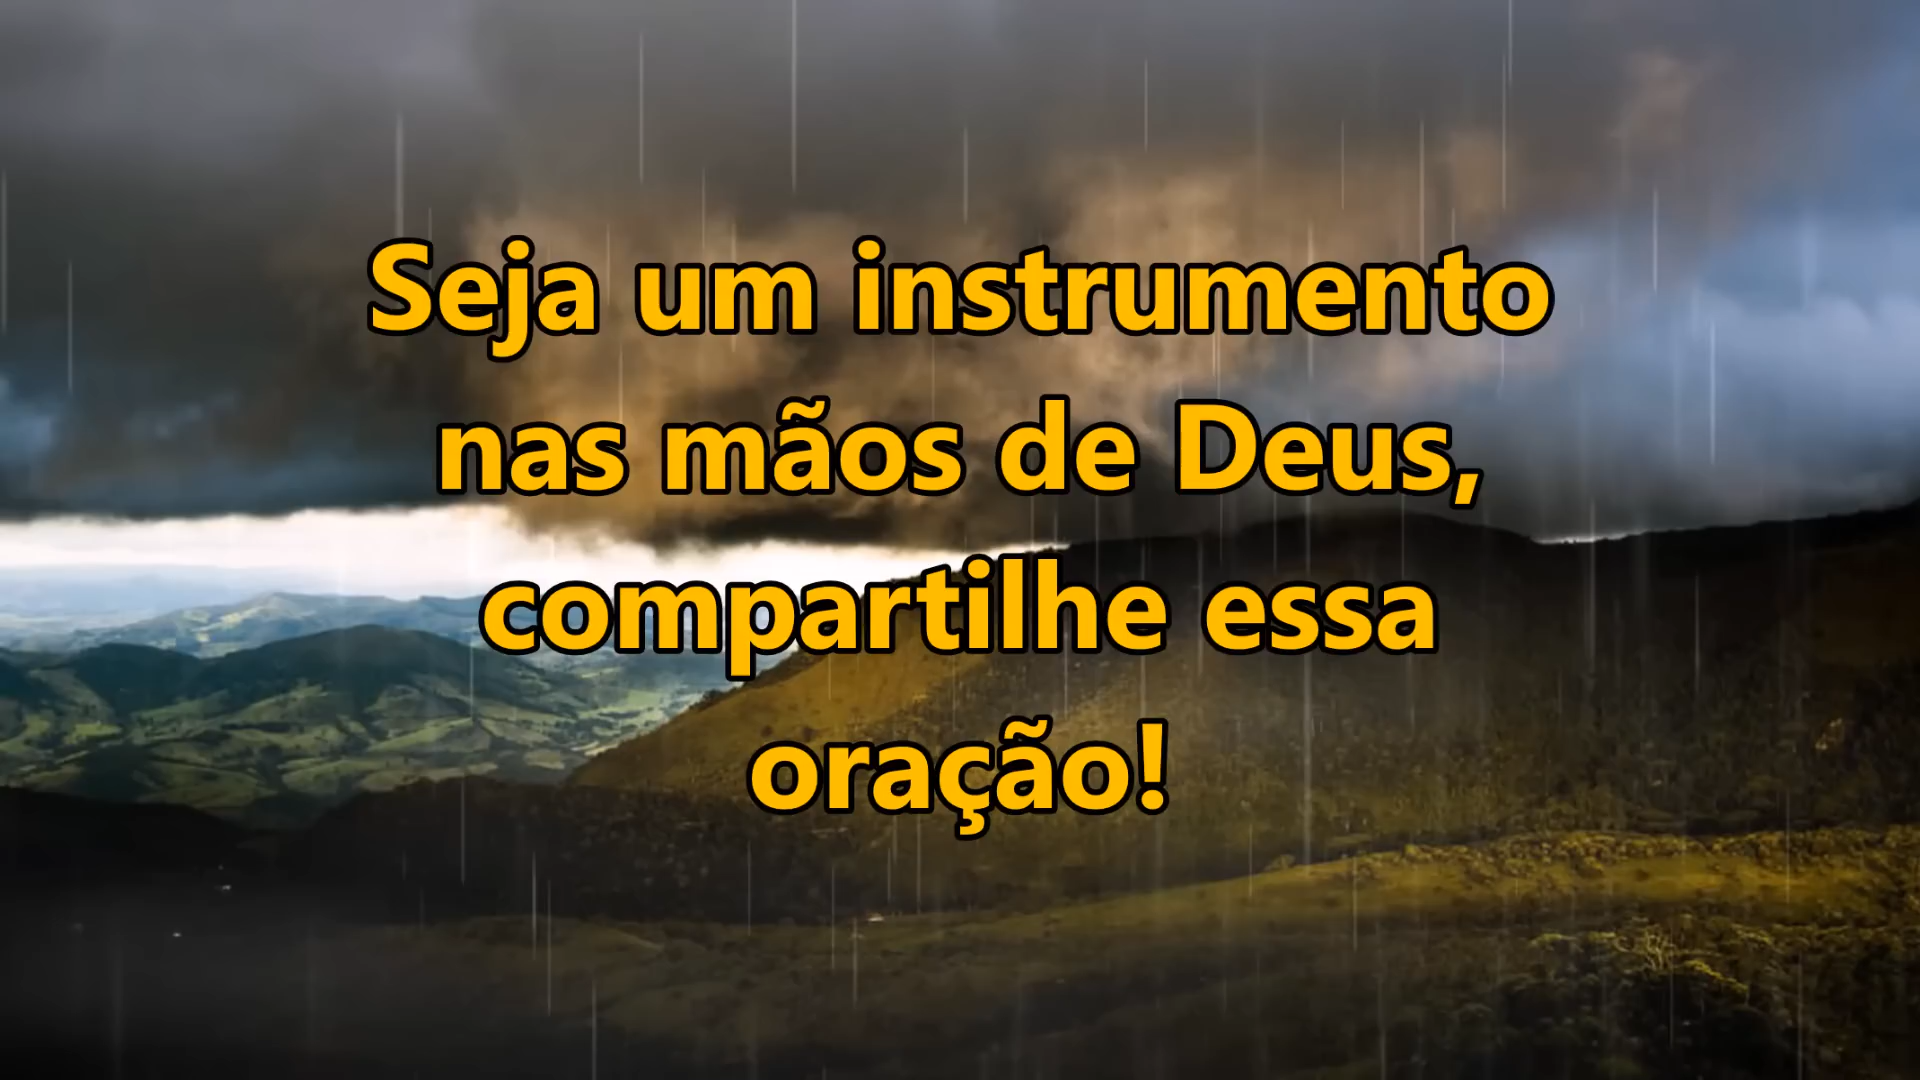 Seja um instrumento
nas mãos de Deus,
compartilhe essa
oração!